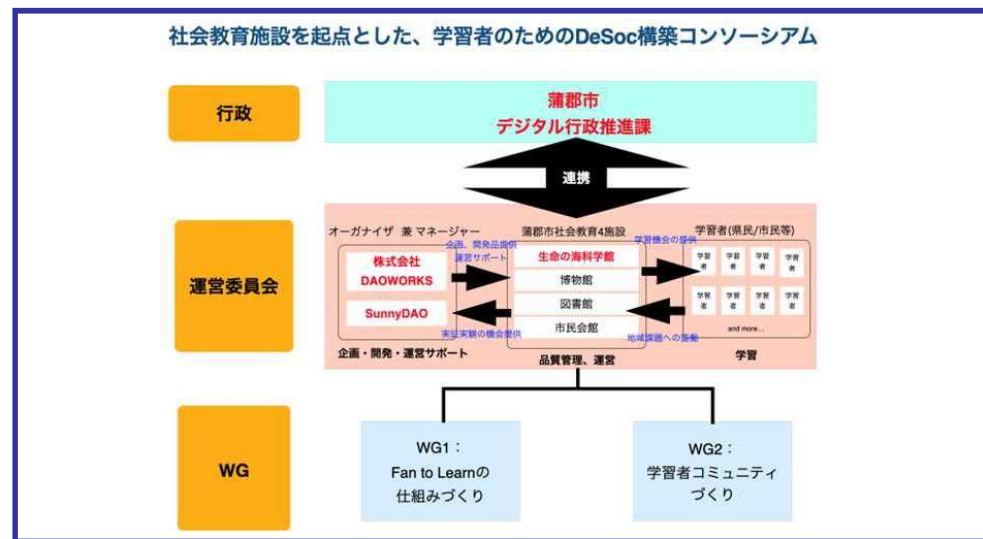 社会教育施設を起点とした、学習者のためのDeSoc構築コンソーシアム
行政
蒲郡市
デジタル行政推進課
連携
運営委員会
オーガナイザ 兼 マネージャー
株式会社
DAOWORKS
SunnyDAO
企画・開発・運営サポート
企画、開発品提供
運営サポート
実証実験の機会提供
蒲郡市社会教育4施設
生命の海科学館
博物館
図書館
市民会館
品質管理、運営
学習機会の提供
学習者(県民/市民等)
学習
者
学習
者
学習
者
学習
者
学習
者
学習
者
学習
者
学習
者
and more...
学習
WG
WG1：
Fan to Learnの
仕組みづくり
WG2：
学習者コミュニティ
づくり